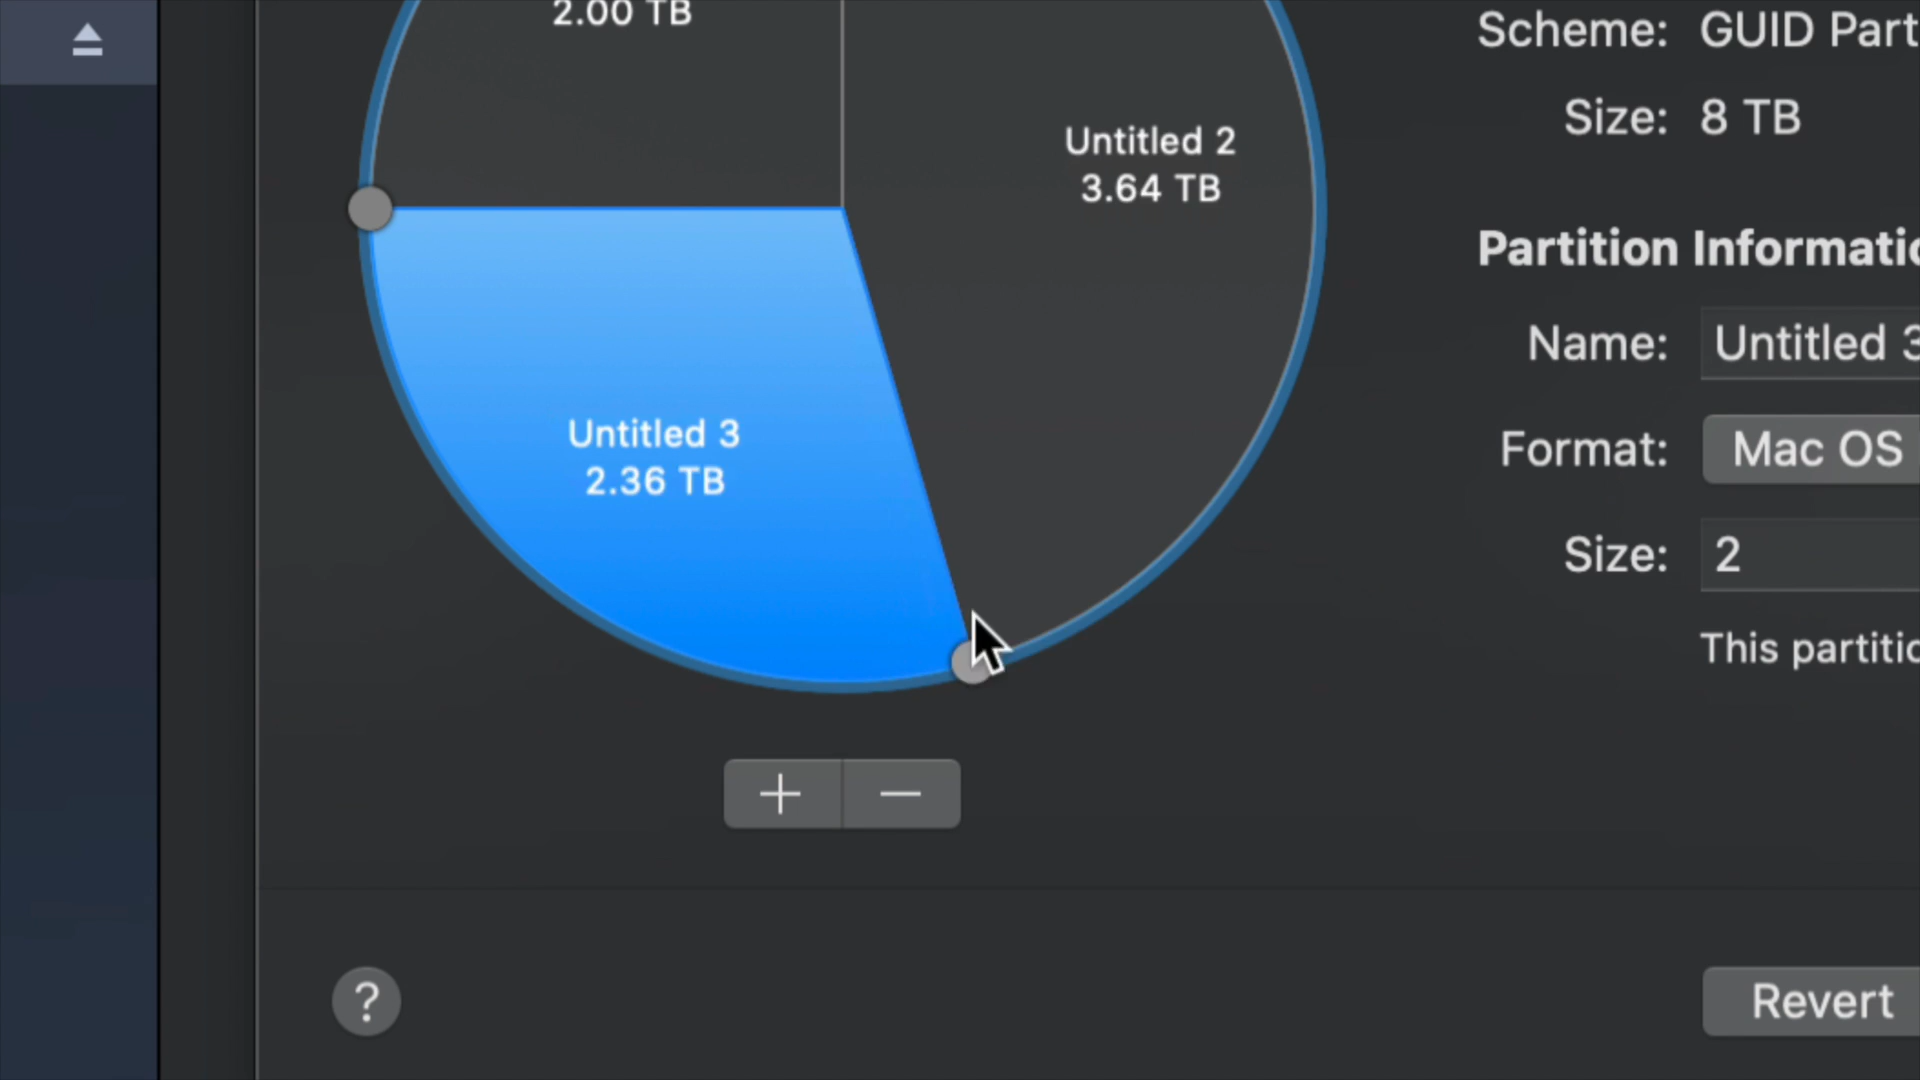 2.00 TB
Untitled 2
3.64 TB
Untitled 3
2.36 TB
Scheme: GUID Part
Size: 8 TB
Partition Informatic
Name: Untitled 3
Format: Mac OS
Size: 2
This partitio
?
Revert